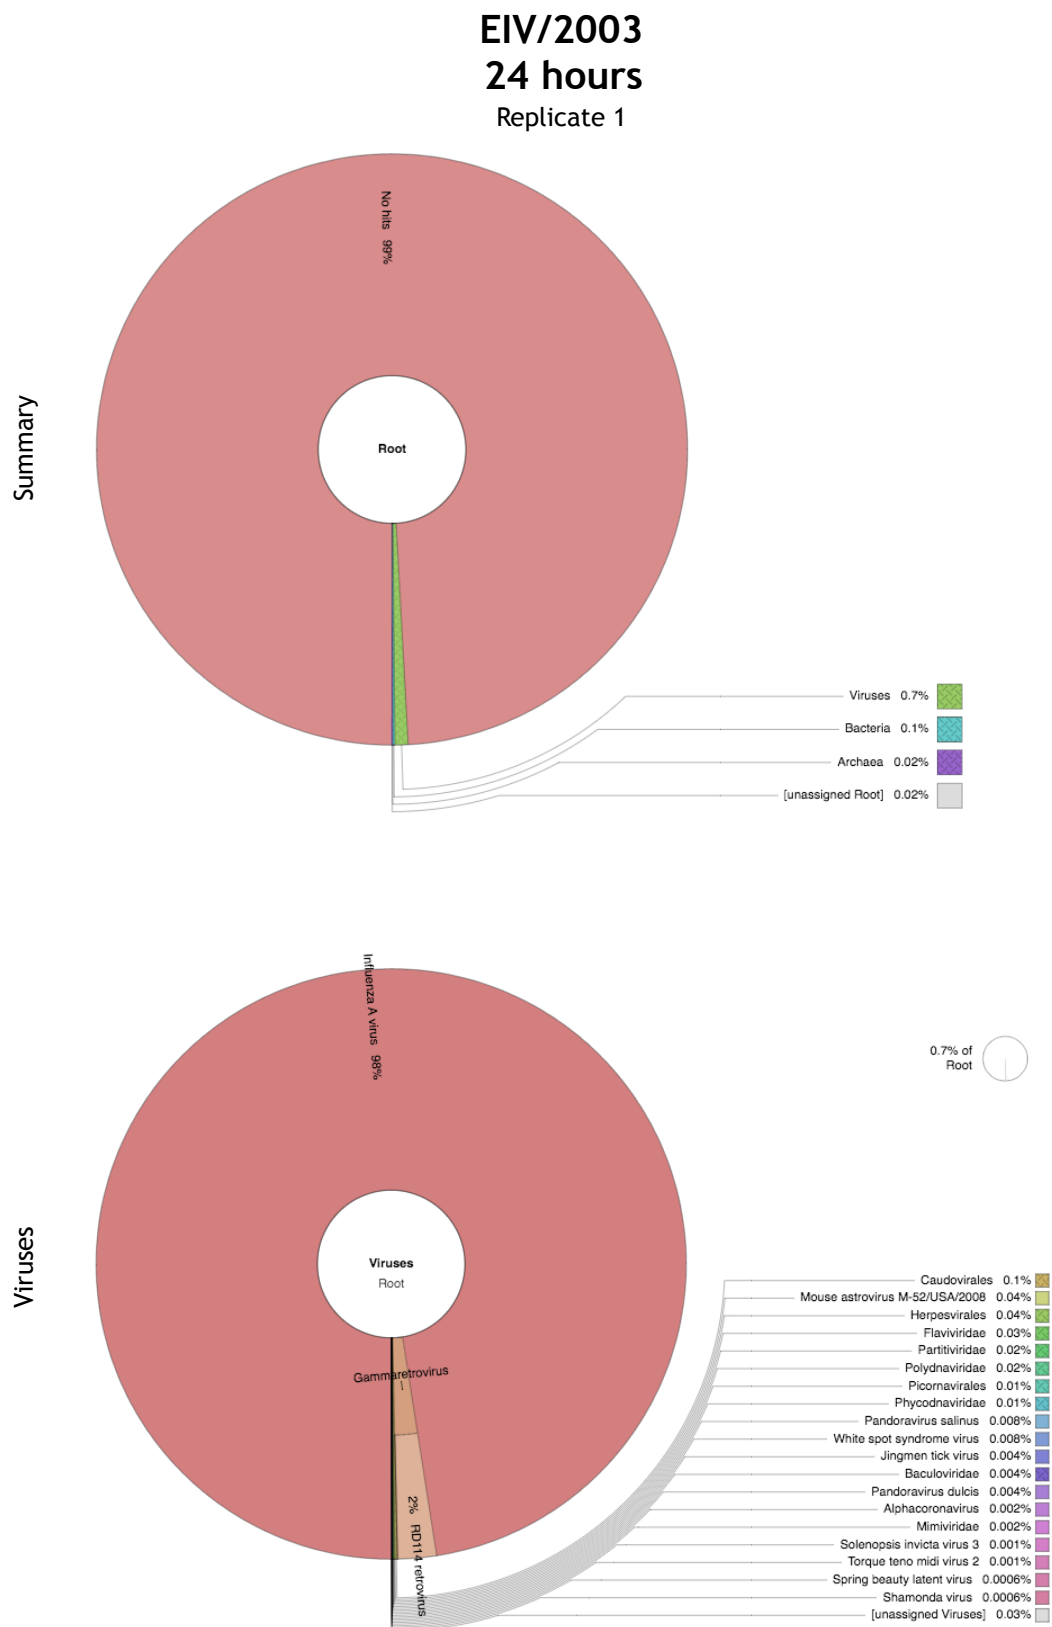 EIV/2003
24 hours
Replicate 1
Summary
No hits 99%
Root
Viruses 0.7%
Bacteria 0.1%
Archaea 0.02%
[unassigned Root] 0.02%
Viruses
Influenza A virus 98%
0.7% of
Root
Viruses
Root
Gammaretrovirus
2% RD114 retrovirus
Caudovirales 0.1%
Mouse astrovirus M-52/USA/2008 0.04%
Herpesvirales 0.04%
Flaviviridae 0.03%
Partitiviridae 0.02%
Polydnaviridae 0.02%
Picornavirales 0.01%
Phycodnaviridae 0.01%
Pandoravirus salinus 0.008%
White spot syndrome virus 0.008%
Jingmen tick virus 0.004%
Baculoviridae 0.004%
Pandoravirus dulcis 0.004%
Alphacoronavirus 0.002%
Mimiviridae 0.002%
Solenopsis invicta virus 3 0.001%
Torque teno midi virus 2 0.001%
Spring beauty latent virus 0.0006%
Shamonda virus 0.0006%
[unassigned Viruses] 0.03%